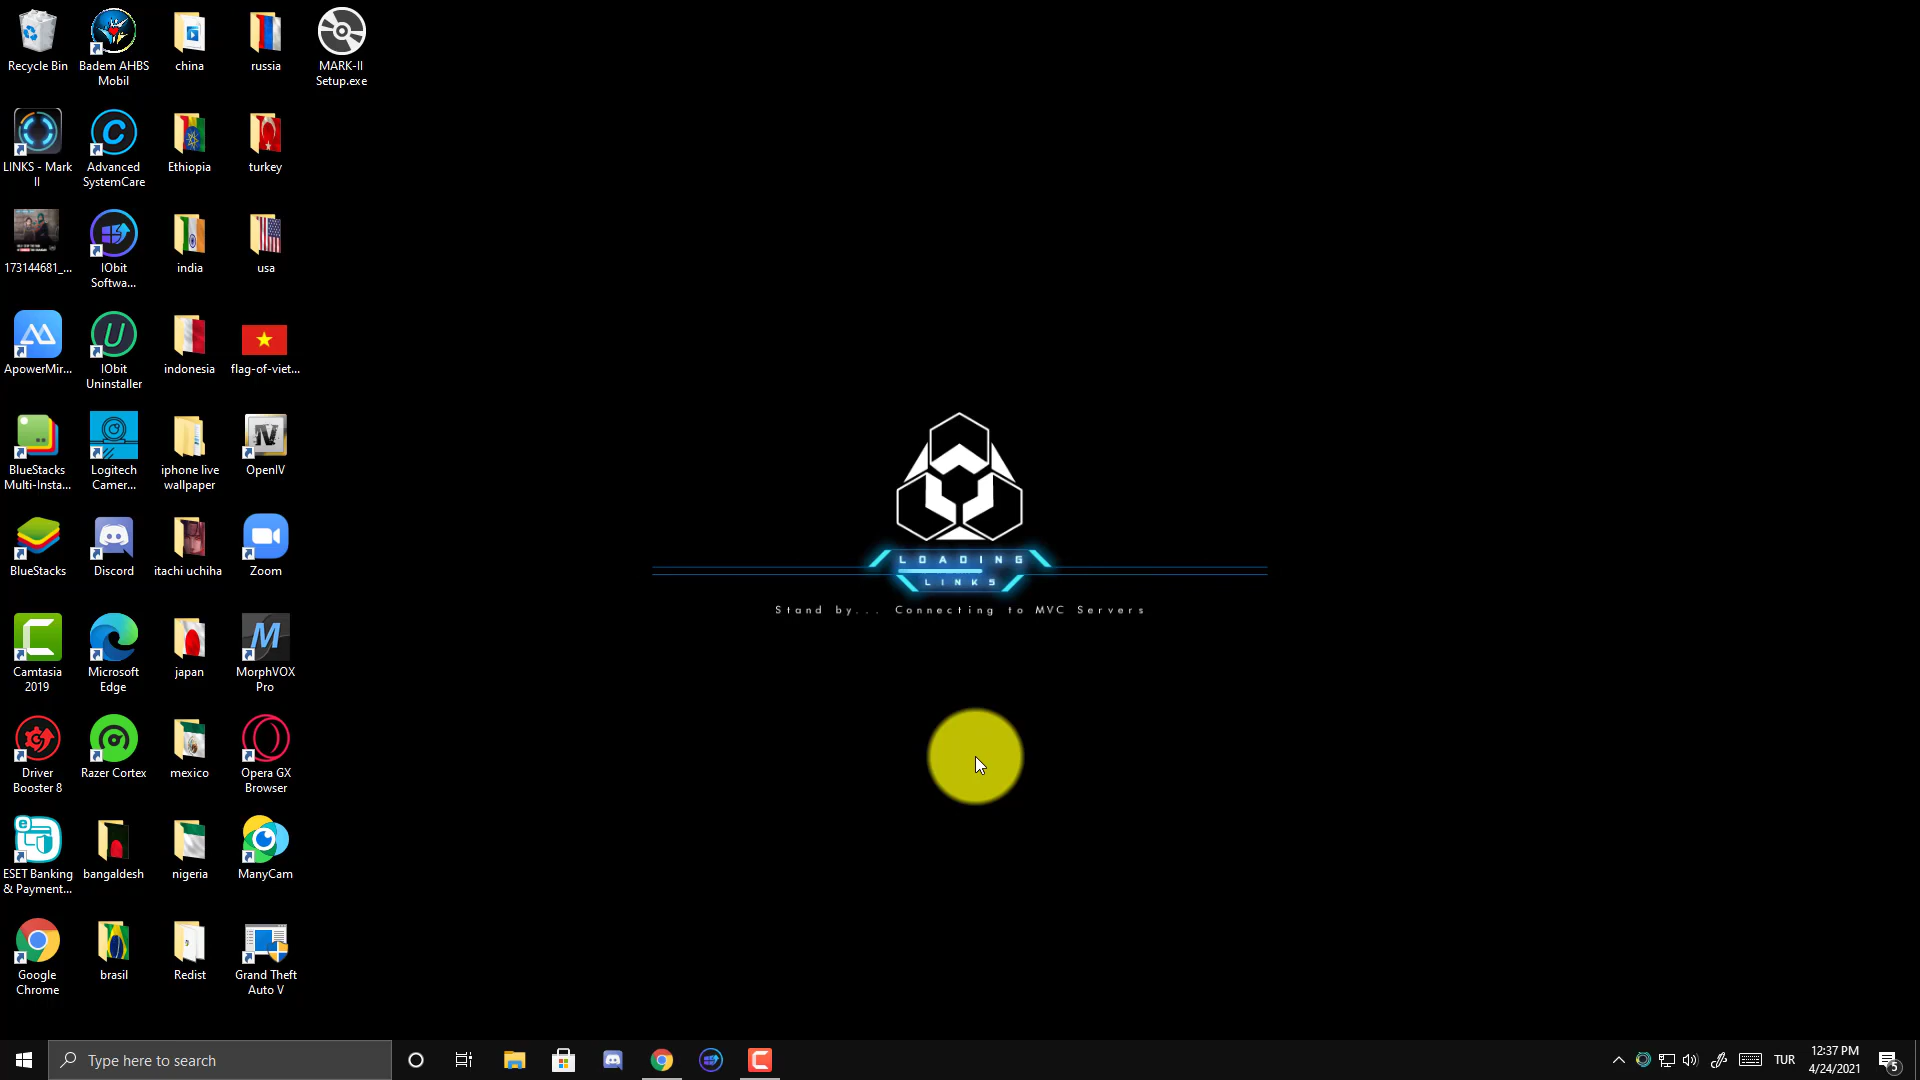 Recycle Bin
Badem AHBS
Mobil
china
russia
MARK-II
Setup.exe
LINKS - Mark
II
Advanced
SystemCare
Ethiopia
turkey
173144681_...
IObit
Softwa...
india
usa
ApowerMir...
IObit
Uninstaller
indonesia
flag-of-viet...
BlueStacks
Multi-Insta...
Logitech
Camer...
iphone live
wallpaper
OpenIV
BlueStacks
Discord
itachi uchiha
Zoom
Camtasia
2019
Microsoft
Edge
japan
MorphVOX
Pro
Driver
Booster 8
Razer Cortex
mexico
Opera GX
Browser
ESET Banking
& Payment...
bangaldesh
nigeria
ManyCam
Google
Chrome
brasil
Redist
Grand Theft
Auto V
LOADING
LINKS
Stand by... Connecting to MVC Servers
Type here to search
TUR
12:37 PM
4/24/2021
5